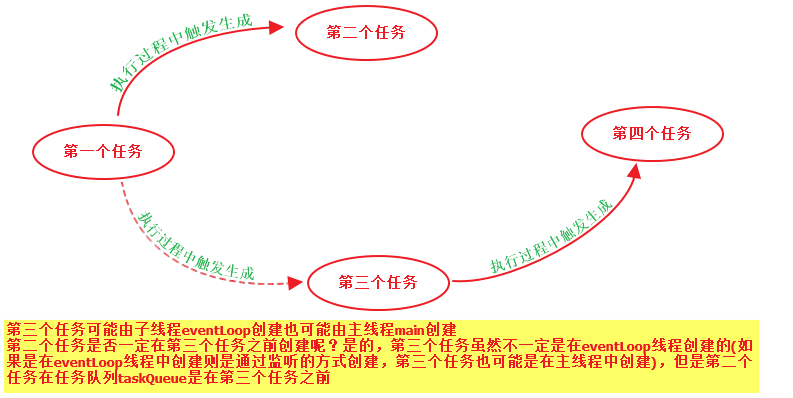 执行过程中触发生成
第二个任务
第一个任务
第四个任务
执行过程中触发生成
执行过程中触发生成
第三个任务
第三个任务可能由子线程eventLoop创建也可能由主线程main创建
第二个任务是否一定在第三个任务之前创建呢？是的，第三个任务虽然不一定是在eventLoop线程创建的(如
果是在eventLoop线程中创建则是通过监听的方式创建，第三个任务也可能是在主线程中创建)，但是第二个
任务在任务队列taskQueue是在第三个任务之前